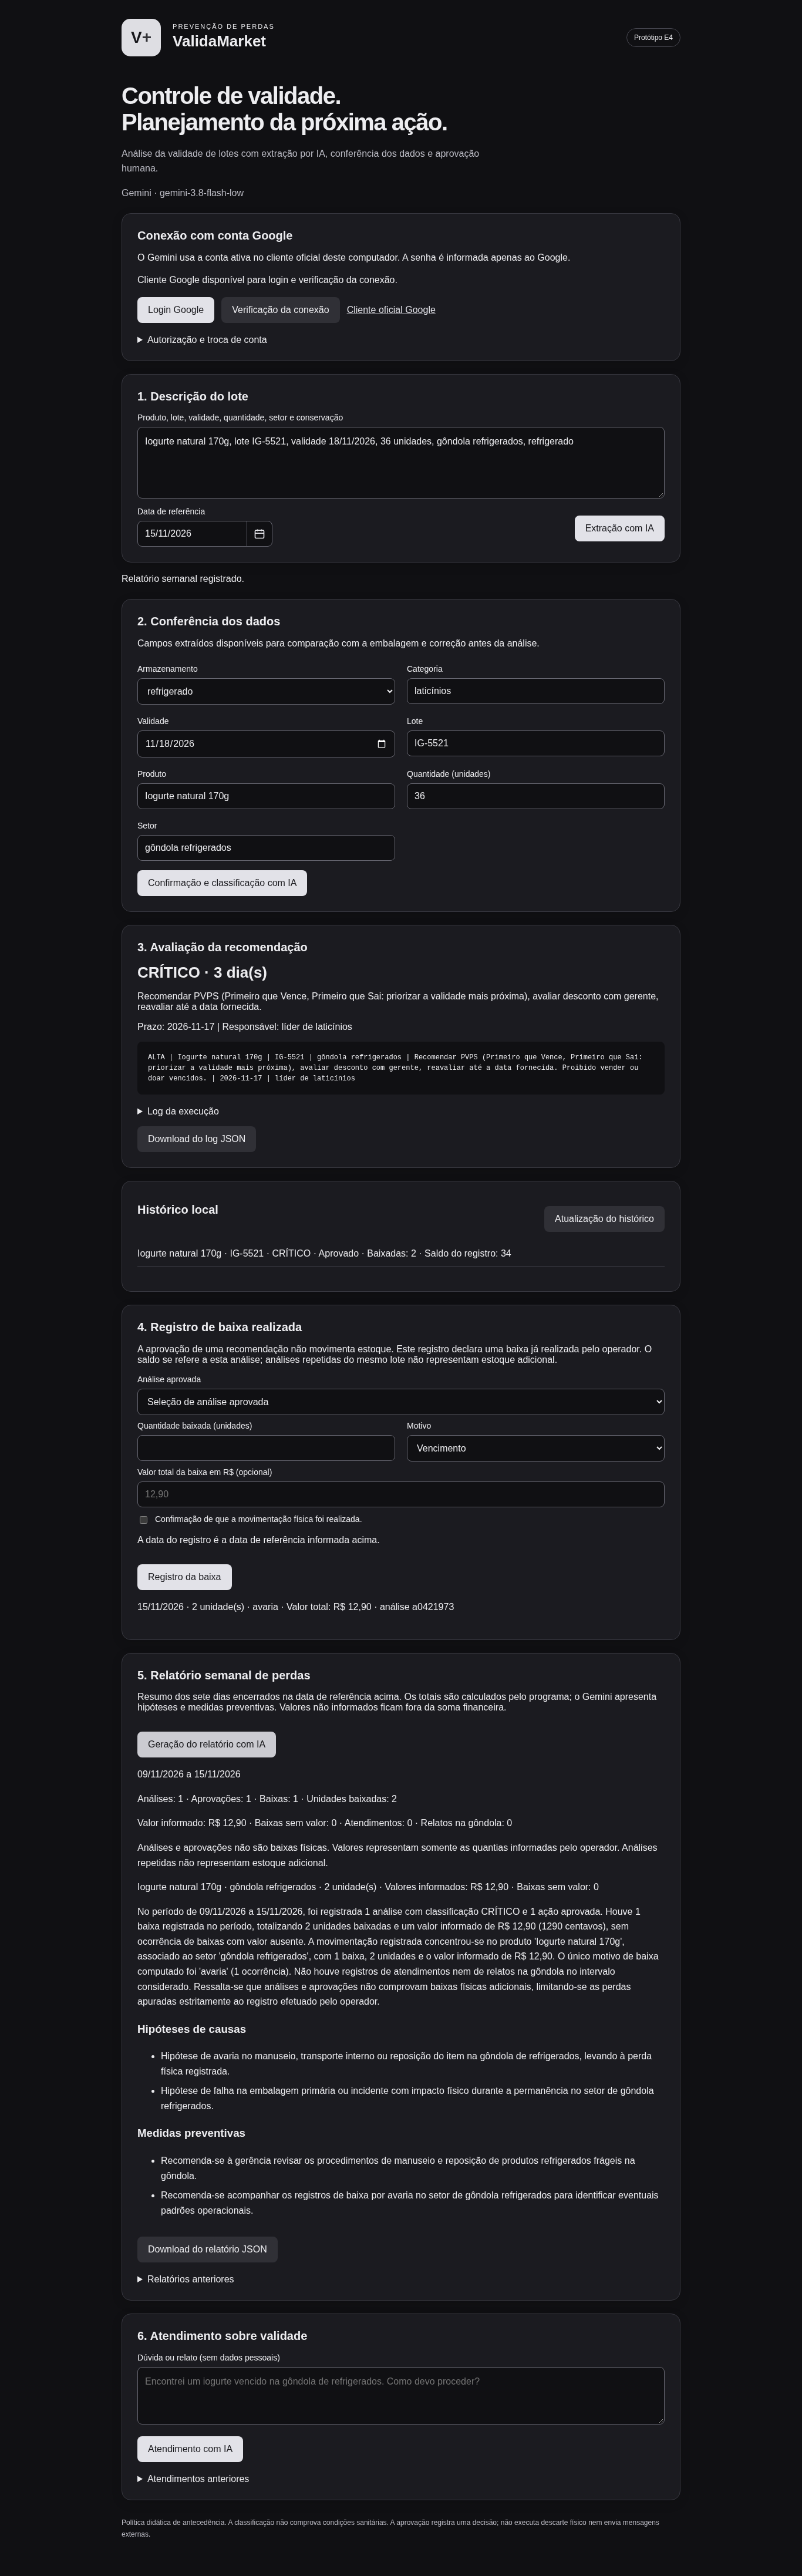 V+
PREVENÇÃO DE PERDAS
ValidaMarket
Protótipo E4
Controle de validade.
Planejamento da próxima ação.
Análise da validade de lotes com extração por IA, conferência dos dados e aprovação
humana.
Gemini · gemini-3.8-flash-low
Conexão com conta Google
O Gemini usa a conta ativa no cliente oficial deste computador. A senha é informada apenas ao Google.
Cliente Google disponível para login e verificação da conexão.
Login Google
Verificação da conexão
Cliente oficial Google
Autorização e troca de conta
1. Descrição do lote
Produto, lote, validade, quantidade, setor e conservação
Iogurte natural 170g, lote IG-5521, validade 18/11/2026, 36 unidades, gôndola refrigerados, refrigerado
Data de referência
15/11/2026
Extração com IA
Relatório semanal registrado.
2. Conferência dos dados
Campos extraídos disponíveis para comparação com a embalagem e correção antes da análise.
Armazenamento
Categoria
refrigerado
laticínios
Validade
Lote
11/18/2026
IG-5521
Produto
Quantidade (unidades)
Iogurte natural 170g
36
Setor
gôndola refrigerados
Confirmação e classificação com IA
3. Avaliação da recomendação
CRÍTICO · 3 dia(s)
Recomendar PVPS (Primeiro que Vence, Primeiro que Sai: priorizar a validade mais próxima), avaliar desconto com gerente,
reavaliar até a data fornecida.
Prazo: 2026-11-17 | Responsável: líder de laticínios
ALTA | Iogurte natural 170g | IG-5521 | gôndola refrigerados | Recomendar PVPS (Primeiro que Vence, Primeiro que Sai:
priorizar a validade mais próxima), avaliar desconto com gerente, reavaliar até a data fornecida. Proibido vender ou
doar vencidos. | 2026-11-17 | líder de laticínios
Log da execução
Download do log JSON
Histórico local
Atualização do histórico
Iogurte natural 170g · IG-5521 · CRÍTICO · Aprovado · Baixadas: 2 · Saldo do registro: 34
4. Registro de baixa realizada
A aprovação de uma recomendação não movimenta estoque. Este registro declara uma baixa já realizada pelo operador. O
saldo se refere a esta análise; análises repetidas do mesmo lote não representam estoque adicional.
Análise aprovada
Seleção de análise aprovada
Quantidade baixada (unidades)
Motivo
Vencimento
Valor total da baixa em R$ (opcional)
12,90
Confirmação de que a movimentação física foi realizada.
A data do registro é a data de referência informada acima.
Registro da baixa
15/11/2026 · 2 unidade(s) · avaria · Valor total: R$ 12,90 · análise a0421973
5. Relatório semanal de perdas
Resumo dos sete dias encerrados na data de referência acima. Os totais são calculados pelo programa; o Gemini apresenta
hipóteses e medidas preventivas. Valores não informados ficam fora da soma financeira.
Geração do relatório com IA
09/11/2026 a 15/11/2026
Análises: 1 · Aprovações: 1 · Baixas: 1 · Unidades baixadas: 2
Valor informado: R$ 12,90 · Baixas sem valor: 0 · Atendimentos: 0 · Relatos na gôndola: 0
Análises e aprovações não são baixas físicas. Valores representam somente as quantias informadas pelo operador. Análises
repetidas não representam estoque adicional.
Iogurte natural 170g · gôndola refrigerados · 2 unidade(s) · Valores informados: R$ 12,90 · Baixas sem valor: 0
No período de 09/11/2026 a 15/11/2026, foi registrada 1 análise com classificação CRÍTICO e 1 ação aprovada. Houve 1
baixa registrada no período, totalizando 2 unidades baixadas e um valor informado de R$ 12,90 (1290 centavos), sem
ocorrência de baixas com valor ausente. A movimentação registrada concentrou-se no produto 'Iogurte natural 170g',
associado ao setor 'gôndola refrigerados', com 1 baixa, 2 unidades e o valor informado de R$ 12,90. O único motivo de baixa
computado foi 'avaria' (1 ocorrência). Não houve registros de atendimentos nem de relatos na gôndola no intervalo
considerado. Ressalta-se que análises e aprovações não comprovam baixas físicas adicionais, limitando-se as perdas
apuradas estritamente ao registro efetuado pelo operador.
Hipóteses de causas
• Hipótese de avaria no manuseio, transporte interno ou reposição do item na gôndola de refrigerados, levando à perda
física registrada.
• Hipótese de falha na embalagem primária ou incidente com impacto físico durante a permanência no setor de gôndola
refrigerados.
Medidas preventivas
• Recomenda-se à gerência revisar os procedimentos de manuseio e reposição de produtos refrigerados frágeis na
gôndola.
• Recomenda-se acompanhar os registros de baixa por avaria no setor de gôndola refrigerados para identificar eventuais
padrões operacionais.
Download do relatório JSON
Relatórios anteriores
6. Atendimento sobre validade
Dúvida ou relato (sem dados pessoais)
Encontrei um iogurte vencido na gôndola de refrigerados. Como devo proceder?
Atendimento com IA
Atendimentos anteriores
Política didática de antecedência. A classificação não comprova condições sanitárias. A aprovação registra uma decisão; não executa descarte físico nem envia mensagens
externas.